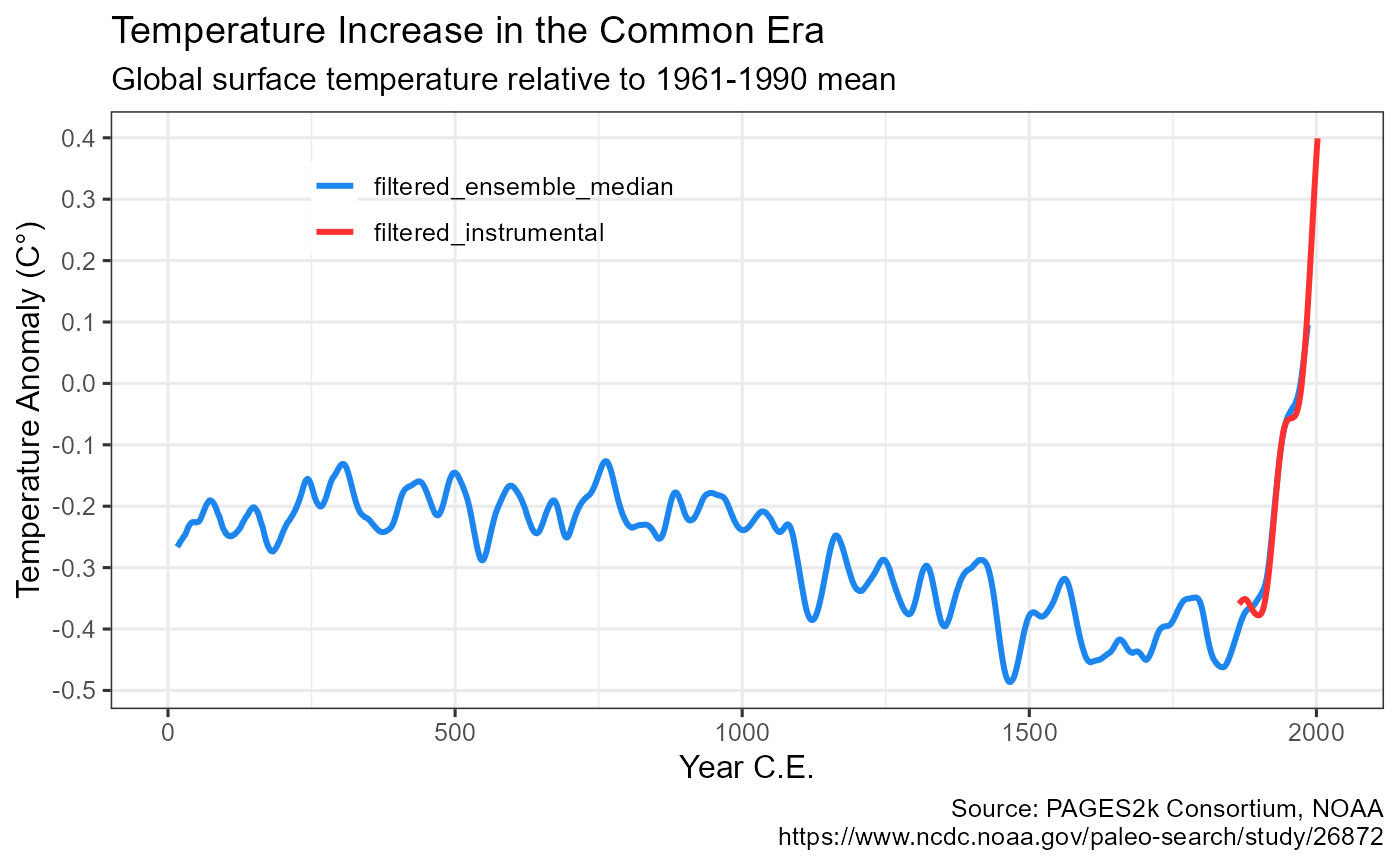 Temperature Increase in the Common Era
Global surface temperature relative to 1961-1990 mean
Temperature Anomaly (C°)
0.4
0.3
0.2
0.1
0.0
-0.1
-0.2
-0.3
-0.4
-0.5
filtered_ensemble_median
filtered_instrumental
0 500 1000 1500 2000
Year C.E.
Source: PAGES2k Consortium, NOAA
https://www.ncdc.noaa.gov/paleo-search/study/26872